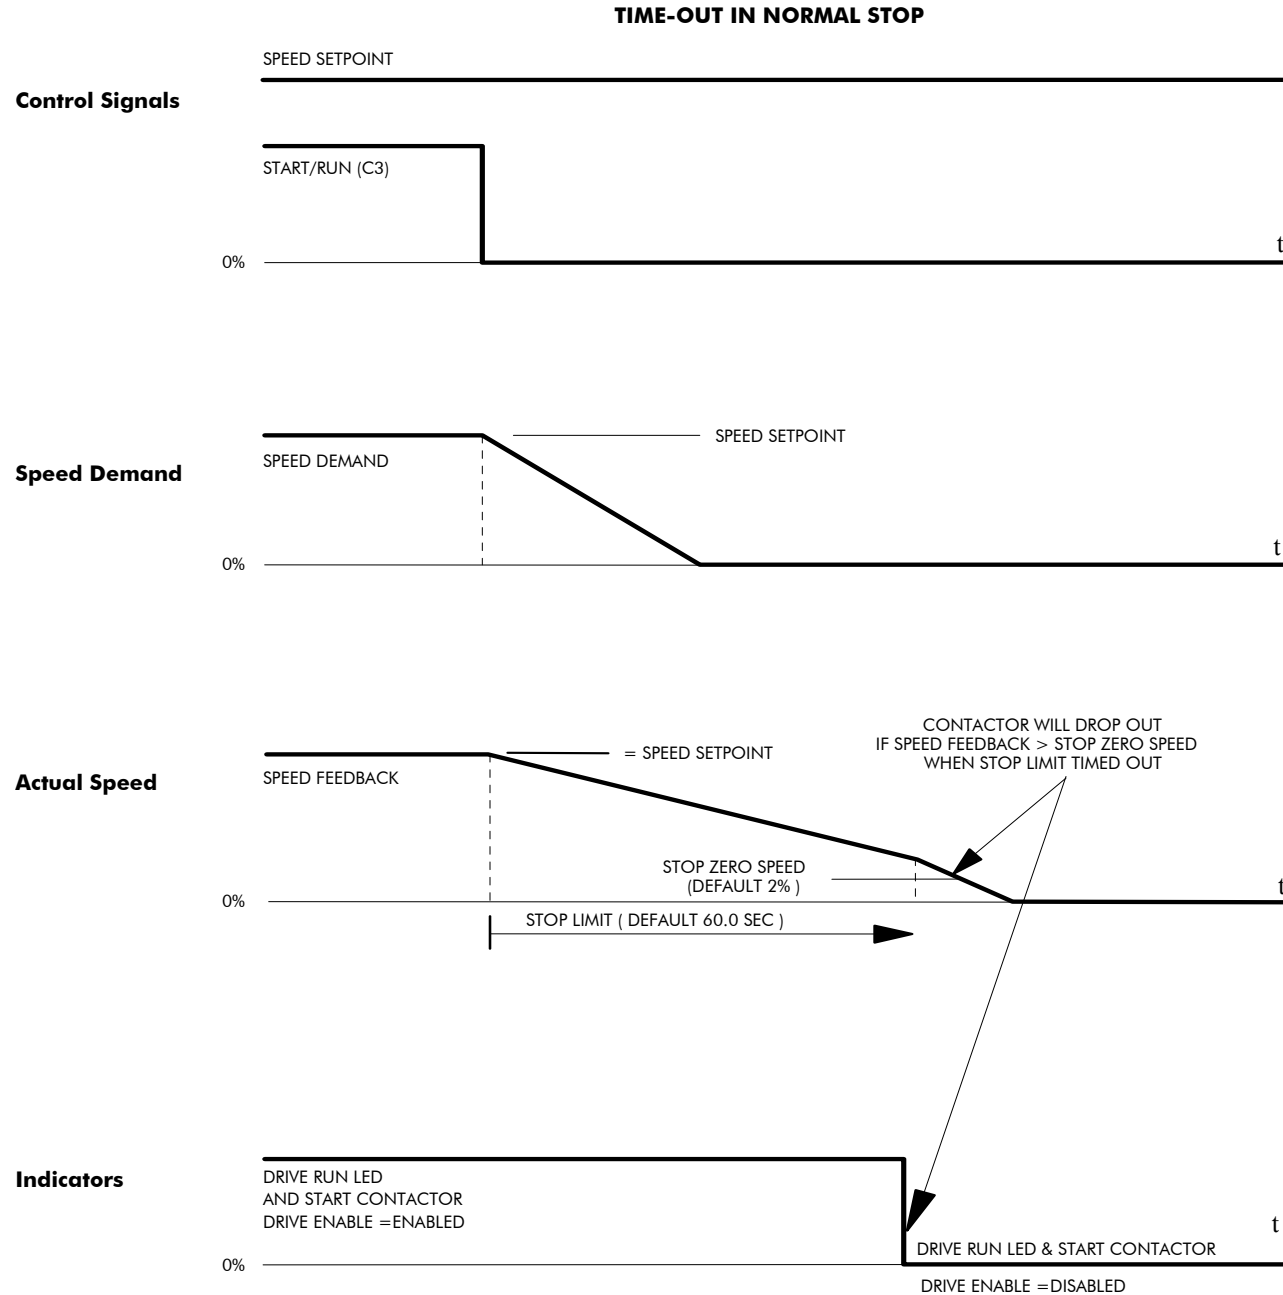 TIME-OUT IN NORMAL STOP
SPEED SETPOINT
Control Signals
START/RUN (C3)
0%
t
SPEED SETPOINT
SPEED DEMAND
Speed Demand
0%
t
CONTACTOR WILL DROP OUT
IF SPEED FEEDBACK > STOP ZERO SPEED
WHEN STOP LIMIT TIMED OUT
= SPEED SETPOINT
SPEED FEEDBACK
Actual Speed
STOP ZERO SPEED
(DEFAULT 2% )
0%
t
STOP LIMIT ( DEFAULT 60.0 SEC )
Indicators
DRIVE RUN LED
AND START CONTACTOR
DRIVE ENABLE =ENABLED
t
DRIVE RUN LED & START CONTACTOR
0%
DRIVE ENABLE =DISABLED